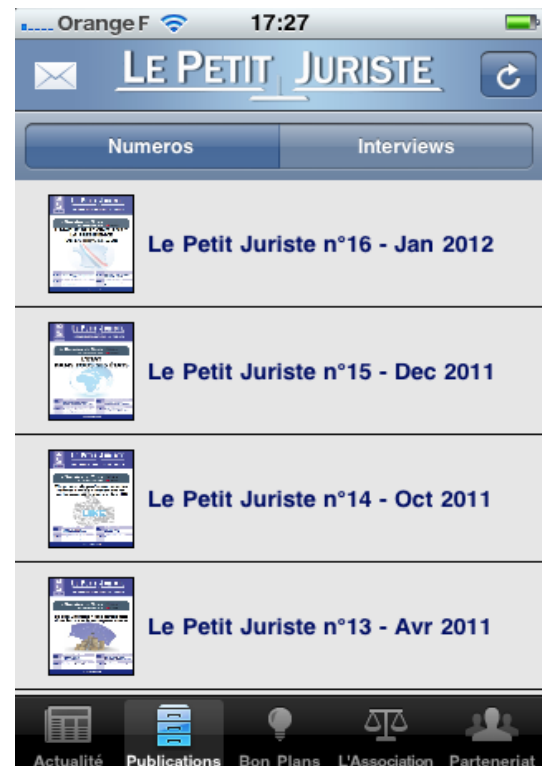 Orange F 17:27
LE PETIT JURISTE
Numeros Interviews
Le Petit Juriste n°16 - Jan 2012
Le Petit Juriste n°15 - Dec 2011
Le Petit Juriste n°14 - Oct 2011
Le Petit Juriste n°13 - Avr 2011
Actualité Publications Bon Plans L'Association Parteneriat